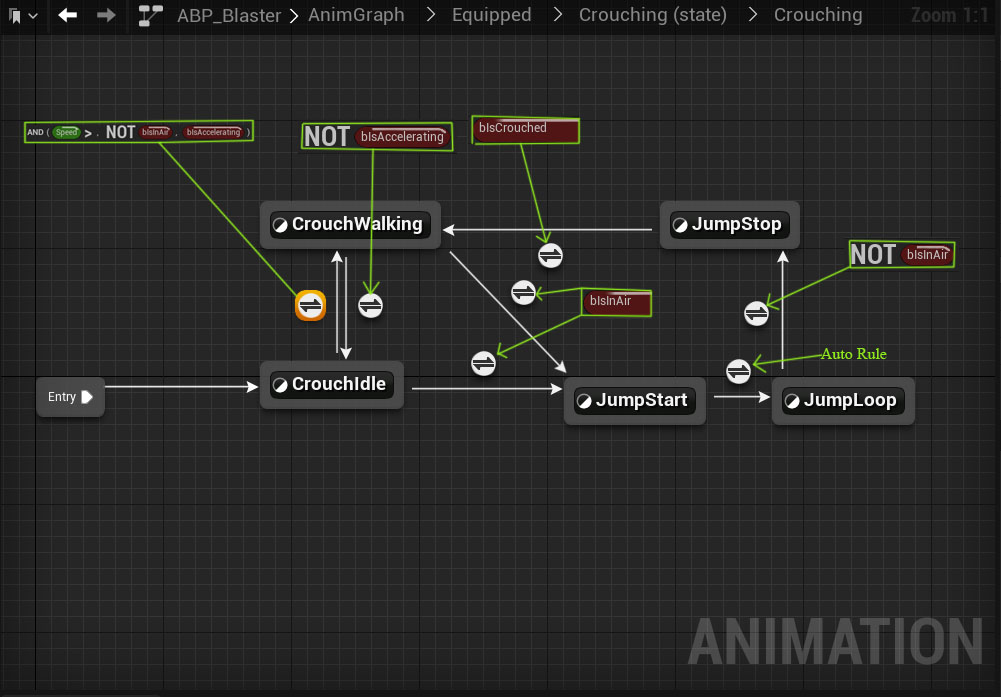 ABP_Blaster > AnimGraph > Equipped > Crouching (state) > Crouching
Zoom 1:1
AND ( Speed > . NOT bIsInAir . bIsAccelerating )
NOT bIsAccelerating
bIsCrouched
CrouchWalking
JumpStop
NOT bIsInAir
bIsInAir
Auto Rule
CrouchIdle
Entry
JumpStart
JumpLoop
ANIMATION